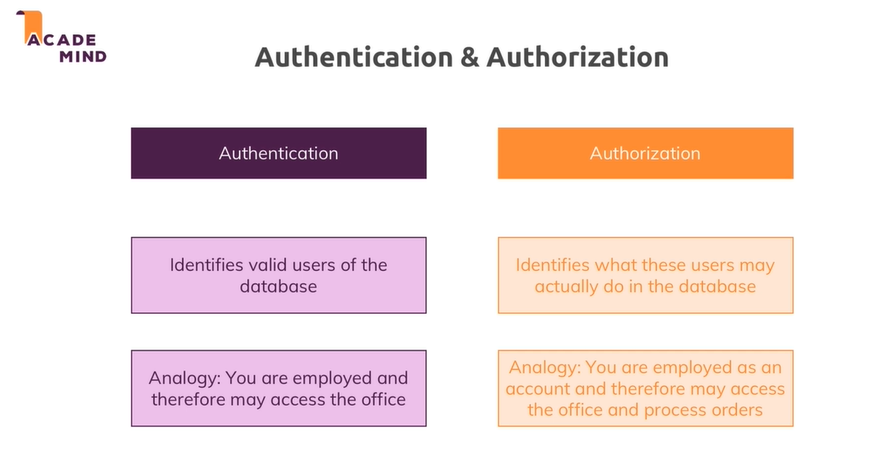 ACADE
MIND
Authentication & Authorization
Authentication
Authorization
Identifies valid users of the
database
Identifies what these users may
actually do in the database
Analogy: You are employed and
therefore may access the office
Analogy: You are employed as an
account and therefore may access
the office and process orders